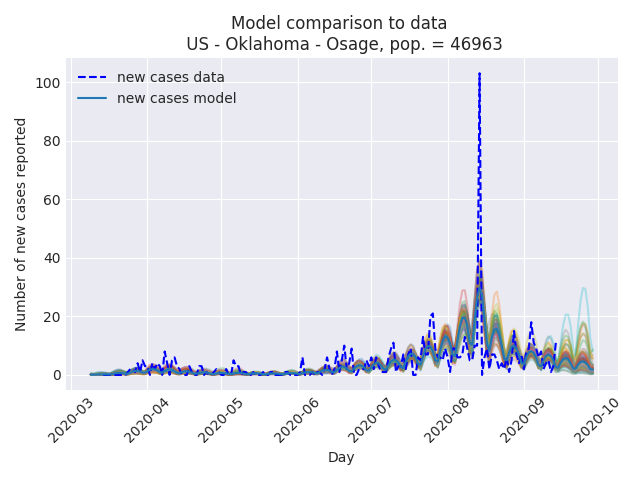 Model comparison to data
US - Oklahoma - Osage, pop. = 46963
new cases data
new cases model
Number of new cases reported
100
80
60
40
20
0
2020-03
2020-04
2020-05
2020-06
2020-07
2020-08
2020-09
2020-10
Day